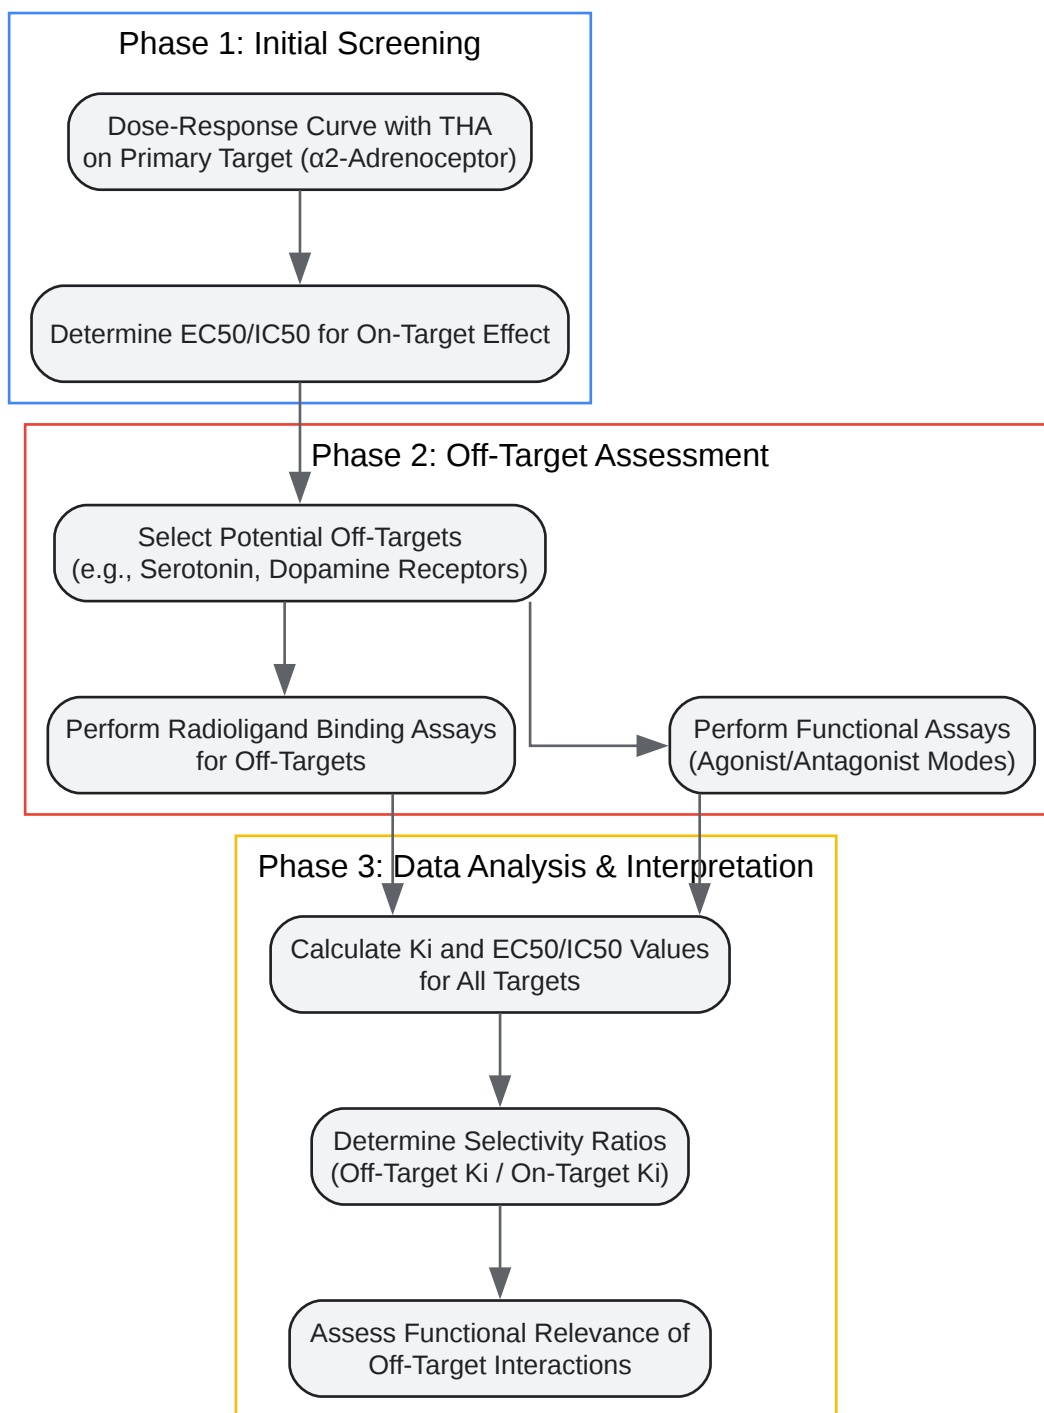 Phase 1: Initial Screening
Dose-Response Curve with THA
on Primary Target (α2-Adrenoceptor)
Determine EC50/IC50 for On-Target Effect
Phase 2: Off-Target Assessment
Select Potential Off-Targets
(e.g., Serotonin, Dopamine Receptors)
Perform Radioligand Binding Assays
for Off-Targets
Perform Functional Assays
(Agonist/Antagonist Modes)
Phase 3: Data Analysis & Interpretation
Calculate Ki and EC50/IC50 Values
for All Targets
Determine Selectivity Ratios
(Off-Target Ki / On-Target Ki)
Assess Functional Relevance of
Off-Target Interactions